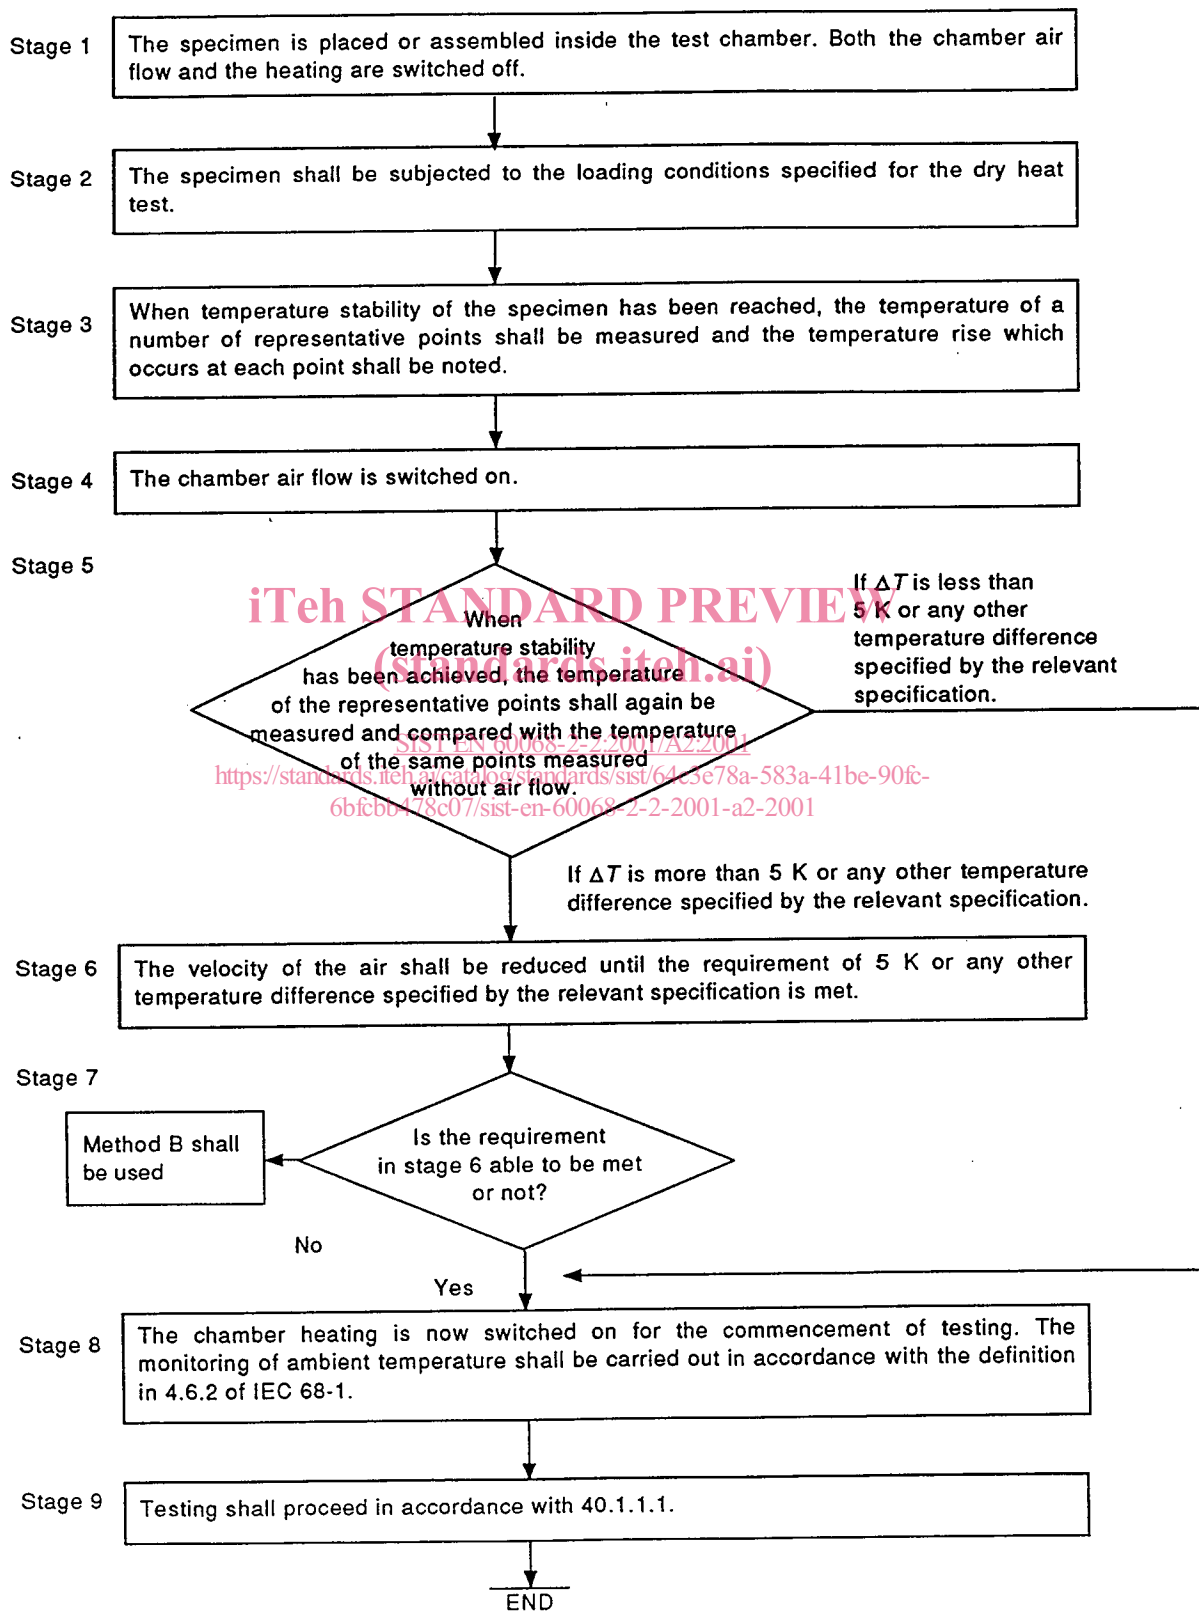 Stage 1
The specimen is placed or assembled inside the test chamber. Both the chamber air
flow and the heating are switched off.
Stage 2
The specimen shall be subjected to the loading conditions specified for the dry heat
test.
Stage 3
When temperature stability of the specimen has been reached, the temperature of a
number of representative points shall be measured and the temperature rise which
occurs at each point shall be noted.
Stage 4
The chamber air flow is switched on.
Stage 5
When
temperature stability
has been achieved, the temperature
of the representative points shall again be
measured and compared with the temperature
of the same points measured
without air flow.
If ΔT is less than
5 K or any other
temperature difference
specified by the relevant
specification.
iTeh STANDARD PREVIEW
(standards.iteh.ai)
SIST EN 60068-2-2:2001/A2:2001
https://standards.iteh.ai/catalog/standards/sist/64c3e78a-583a-41be-90fc-
6bfcbb478c07/sist-en-60068-2-2-2001-a2-2001
If ΔT is more than 5 K or any other temperature
difference specified by the relevant specification.
Stage 6
The velocity of the air shall be reduced until the requirement of 5 K or any other
temperature difference specified by the relevant specification is met.
Stage 7
Method B shall
be used
Is the requirement
in stage 6 able to be met
or not?
No
Yes
Stage 8
The chamber heating is now switched on for the commencement of testing. The
monitoring of ambient temperature shall be carried out in accordance with the definition
in 4.6.2 of IEC 68-1.
Stage 9
Testing shall proceed in accordance with 40.1.1.1.
END